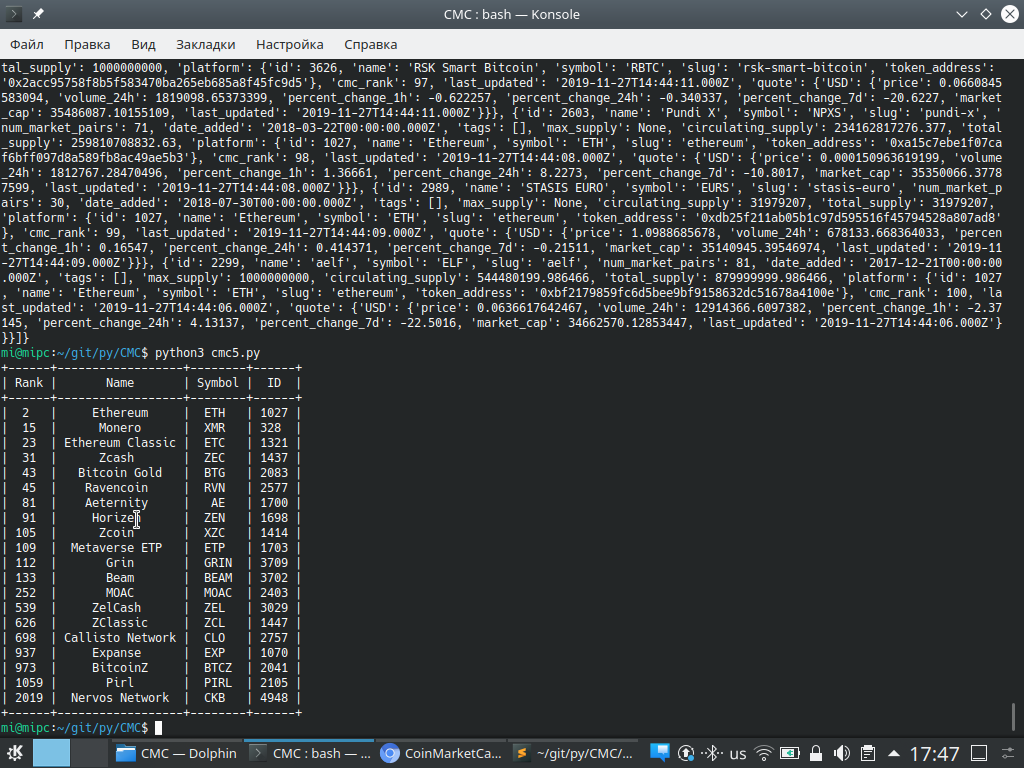 CMC : bash — Konsole
Файл Правка Вид Закладки Настройка Справка
tal_supply': 1000000000, 'platform': {'id': 3626, 'name': 'RSK Smart Bitcoin', 'symbol': 'RBTC', 'slug': 'rsk-smart-bitcoin', 'token_address':
'0x2acc95758f8b5f583470ba265eb685a8f45fc9d5'}, 'cmc_rank': 97, 'last_updated': '2019-11-27T14:44:11.000Z', 'quote': {'USD': {'price': 0.0660845
583094, 'volume_24h': 1819098.65373399, 'percent_change_1h': -0.622257, 'percent_change_24h': -0.340337, 'percent_change_7d': -20.6227, 'market
_cap': 35486087.10155109, 'last_updated': '2019-11-27T14:44:11.000Z'}}}, {'id': 2603, 'name': 'Pundi X', 'symbol': 'NPXS', 'slug': 'pundi-x', '
num_market_pairs': 71, 'date_added': '2018-03-22T00:00:00.000Z', 'tags': [], 'max_supply': None, 'circulating_supply': 234162817276.377, 'total
_supply': 259810708832.63, 'platform': {'id': 1027, 'name': 'Ethereum', 'symbol': 'ETH', 'slug': 'ethereum', 'token_address': '0xa15c7ebe1f07ca
f6bff097d8a589fb8ac49ae5b3'}, 'cmc_rank': 98, 'last_updated': '2019-11-27T14:44:08.000Z', 'quote': {'USD': {'price': 0.000150963619199, 'volume
_24h': 1812767.28470496, 'percent_change_1h': 1.36661, 'percent_change_24h': 8.2273, 'percent_change_7d': -10.8017, 'market_cap': 35350066.3778
7599, 'last_updated': '2019-11-27T14:44:08.000Z'}}}, {'id': 2989, 'name': 'STASIS EURO', 'symbol': 'EURS', 'slug': 'stasis-euro', 'num_market_p
airs': 30, 'date_added': '2018-07-30T00:00:00.000Z', 'tags': [], 'max_supply': None, 'circulating_supply': 31979207, 'total_supply': 31979207,
'platform': {'id': 1027, 'name': 'Ethereum', 'symbol': 'ETH', 'slug': 'ethereum', 'token_address': '0xdb25f211ab05b1c97d595516f45794528a807ad8'
}, 'cmc_rank': 99, 'last_updated': '2019-11-27T14:44:09.000Z', 'quote': {'USD': {'price': 1.0988685678, 'volume_24h': 678133.668364033, 'percen
t_change_1h': 0.16547, 'percent_change_24h': 0.414371, 'percent_change_7d': -0.21511, 'market_cap': 35140945.39546974, 'last_updated': '2019-11
-27T14:44:09.000Z'}}}, {'id': 2299, 'name': 'aelf', 'symbol': 'ELF', 'slug': 'aelf', 'num_market_pairs': 81, 'date_added': '2017-12-21T00:00:00
.000Z', 'tags': [], 'max_supply': 1000000000, 'circulating_supply': 544480199.986466, 'total_supply': 879999999.986466, 'platform': {'id': 1027
, 'name': 'Ethereum', 'symbol': 'ETH', 'slug': 'ethereum', 'token_address': '0xbf2179859fc6d5bee9bf9158632dc51678a4100e'}, 'cmc_rank': 100, 'la
st_updated': '2019-11-27T14:44:06.000Z', 'quote': {'USD': {'price': 0.0636617642467, 'volume_24h': 12914366.6097382, 'percent_change_1h': -2.37
145, 'percent_change_24h': 4.13137, 'percent_change_7d': -22.5016, 'market_cap': 34662570.12853447, 'last_updated': '2019-11-27T14:44:06.000Z'}
}}]}
mi@mipc:~/git/py/CMC$ python3 cmc5.py
+------+------------------+--------+------+
| Rank | Name | Symbol | ID |
+------+------------------+--------+------+
| 2 | Ethereum | ETH | 1027 |
| 15 | Monero | XMR | 328 |
| 23 | Ethereum Classic | ETC | 1321 |
| 31 | Zcash | ZEC | 1437 |
| 43 | Bitcoin Gold | BTG | 2083 |
| 45 | Ravencoin | RVN | 2577 |
| 81 | Aeternity | AE | 1700 |
| 91 | Horizen | ZEN | 1698 |
| 105 | Zcoin | XZC | 1414 |
| 109 | Metaverse ETP | ETP | 1703 |
| 112 | Grin | GRIN | 3709 |
| 133 | Beam | BEAM | 3702 |
| 252 | MOAC | MOAC | 2403 |
| 539 | ZelCash | ZEL | 3029 |
| 626 | ZClassic | ZCL | 1447 |
| 698 | Callisto Network | CLO | 2757 |
| 937 | Expanse | EXP | 1070 |
| 973 | BitcoinZ | BTCZ | 2041 |
| 1059 | Pirl | PIRL | 2105 |
| 2019 | Nervos Network | CKB | 4948 |
+------+------------------+--------+------+
mi@mipc:~/git/py/CMC$
CMC — Dolphin CMC : bash — ... CoinMarketCa... ~/git/py/CMC/... us 17:47